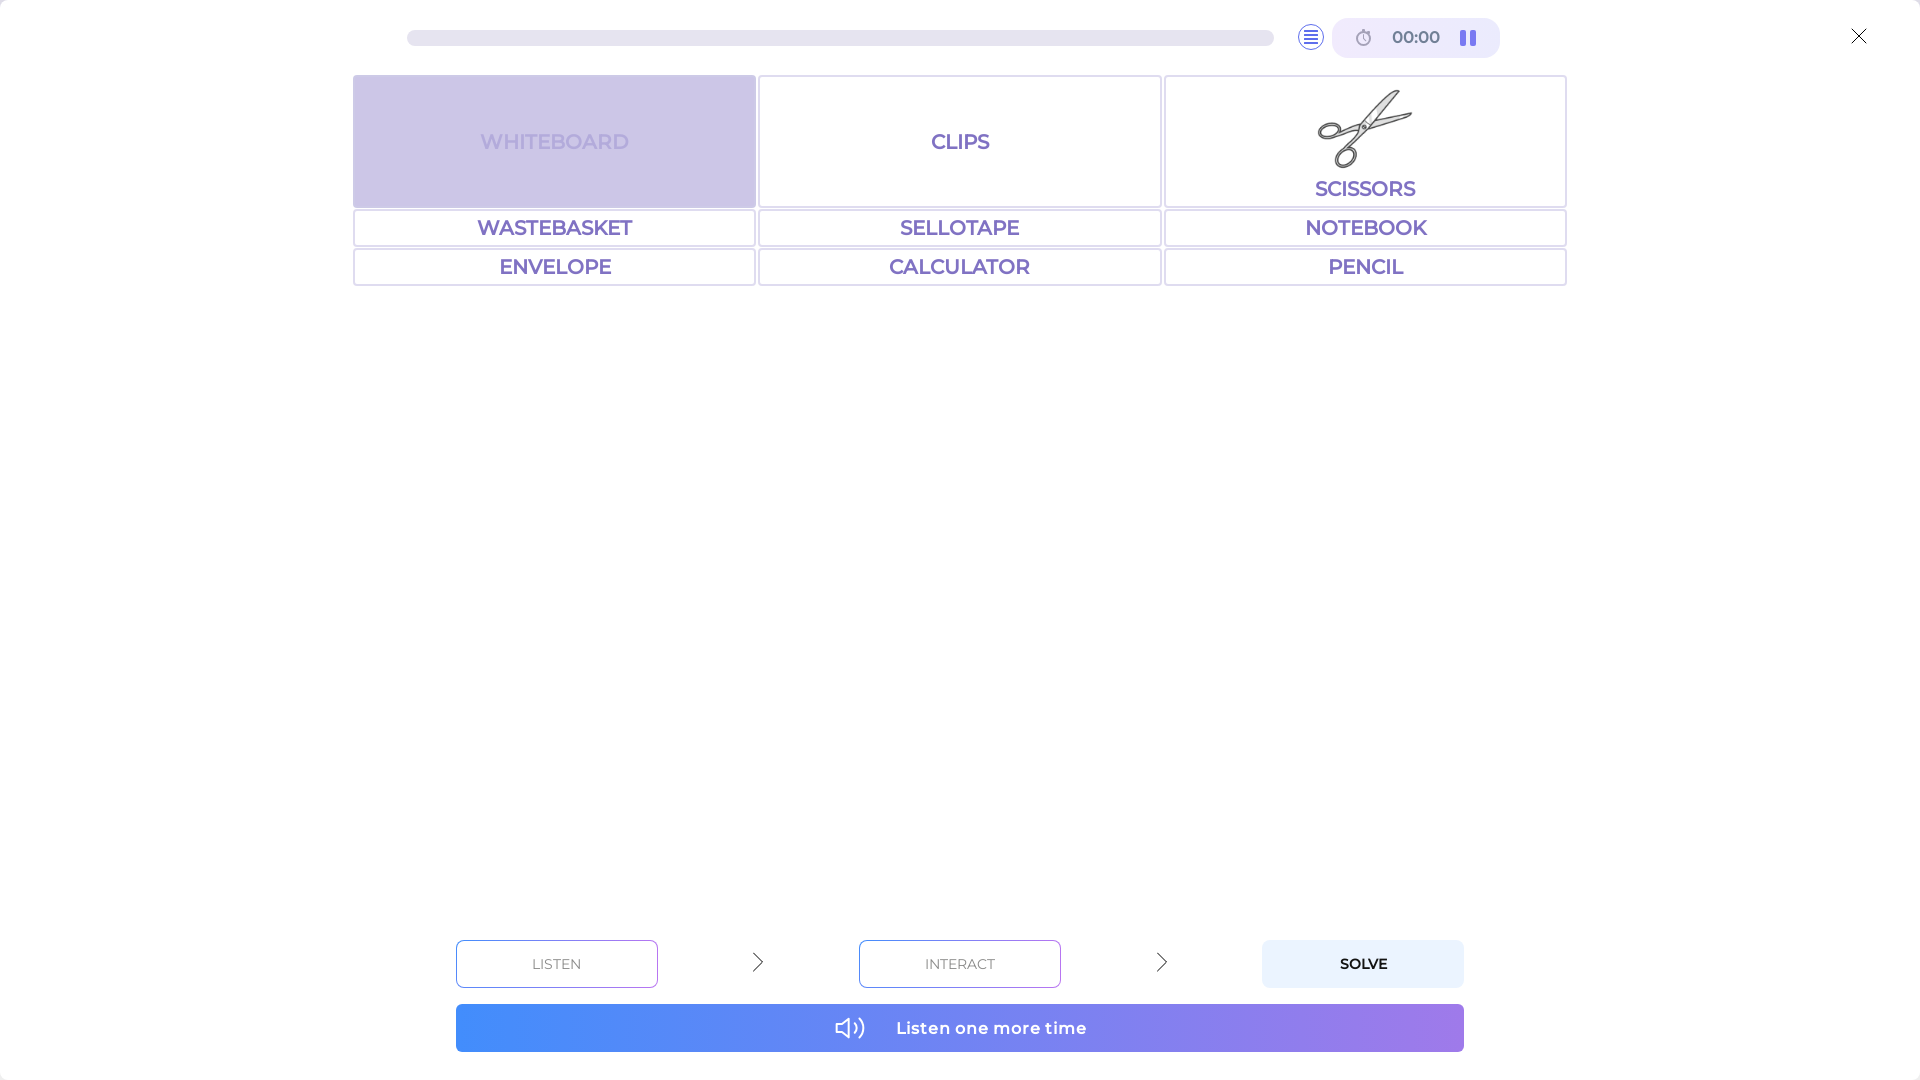 00:00
WHITEBOARD
CLIPS
SCISSORS
WASTEBASKET
SELLOTAPE
NOTEBOOK
ENVELOPE
CALCULATOR
PENCIL
LISTEN
INTERACT
SOLVE
Listen one more time